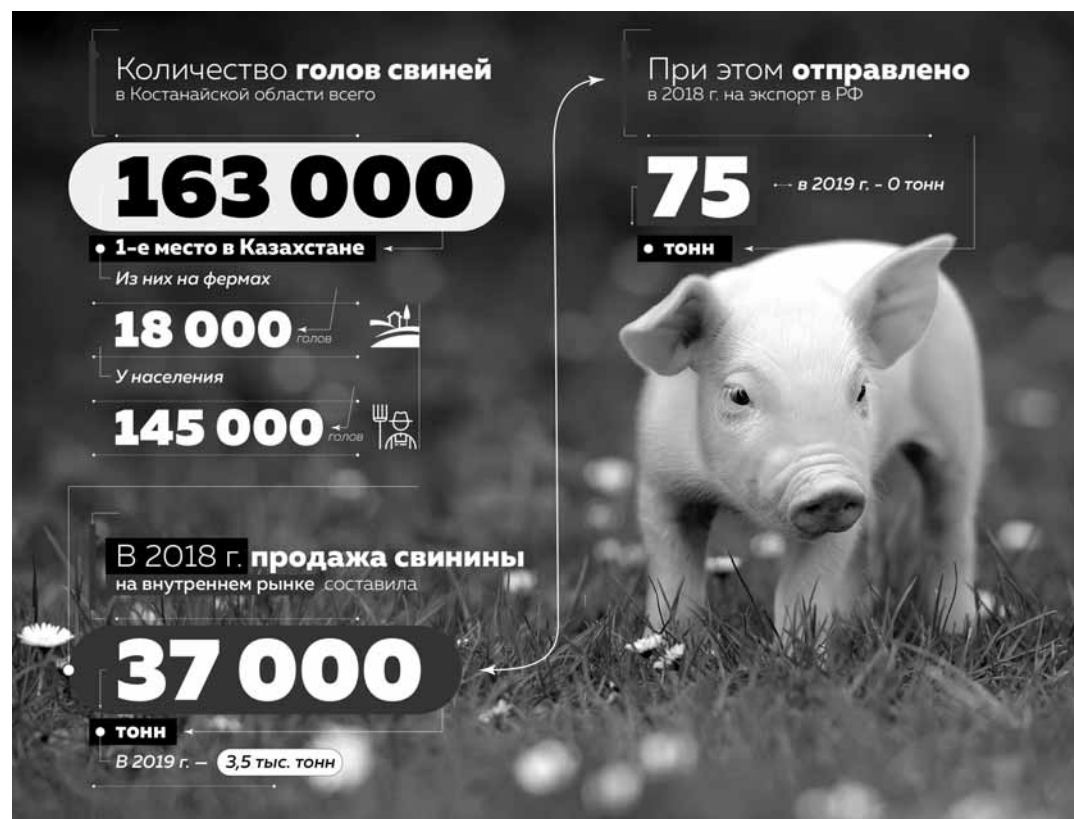 Количество голов свиней
в Костанайской области всего
163 000
1-е место в Казахстане
Из них на фермах
18 000 голов
У населения
145 000 голов
В 2018 г. продажа свинины
на внутреннем рынке составила
37 000
тонн
В 2019 г. — 3,5 тыс. тонн
При этом отправлено
в 2018 г. на экспорт в РФ
75
в 2019 г. - 0 тонн
тонн